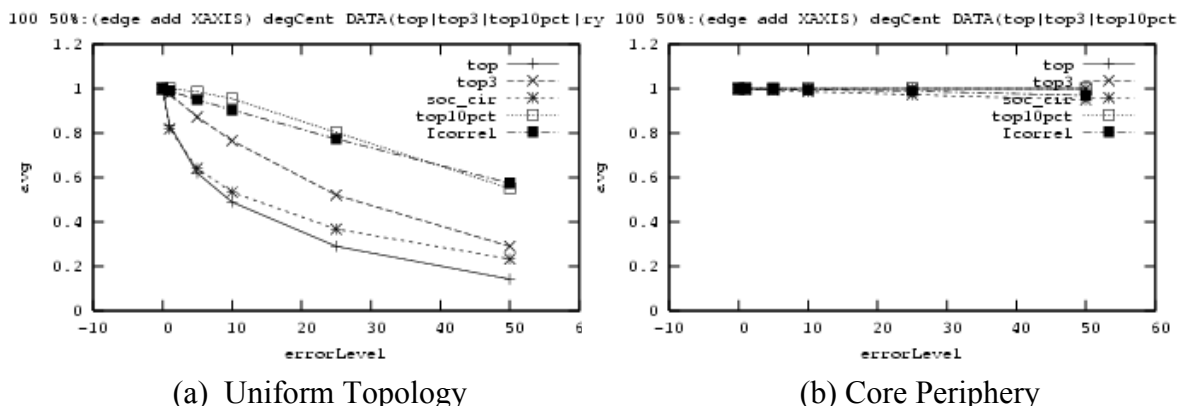 100 50%:(edge add XAXIS) degCent DATA(top|top3|top10pct|ry
1.2
1
0.8
0.6
0.4
0.2
0
avg
top
top3
soc_cir
top10pct
Icorrel
-10 0 10 20 30 40 50 6
errorLevel
(a) Uniform Topology
100 50%:(edge add XAXIS) degCent DATA(top|top3|top10pct
1.2
1
0.8
0.6
0.4
0.2
0
avg
top
top3
soc_cir
top10pct
Icorrel
-10 0 10 20 30 40 50 60
errorLevel
(b) Core Periphery